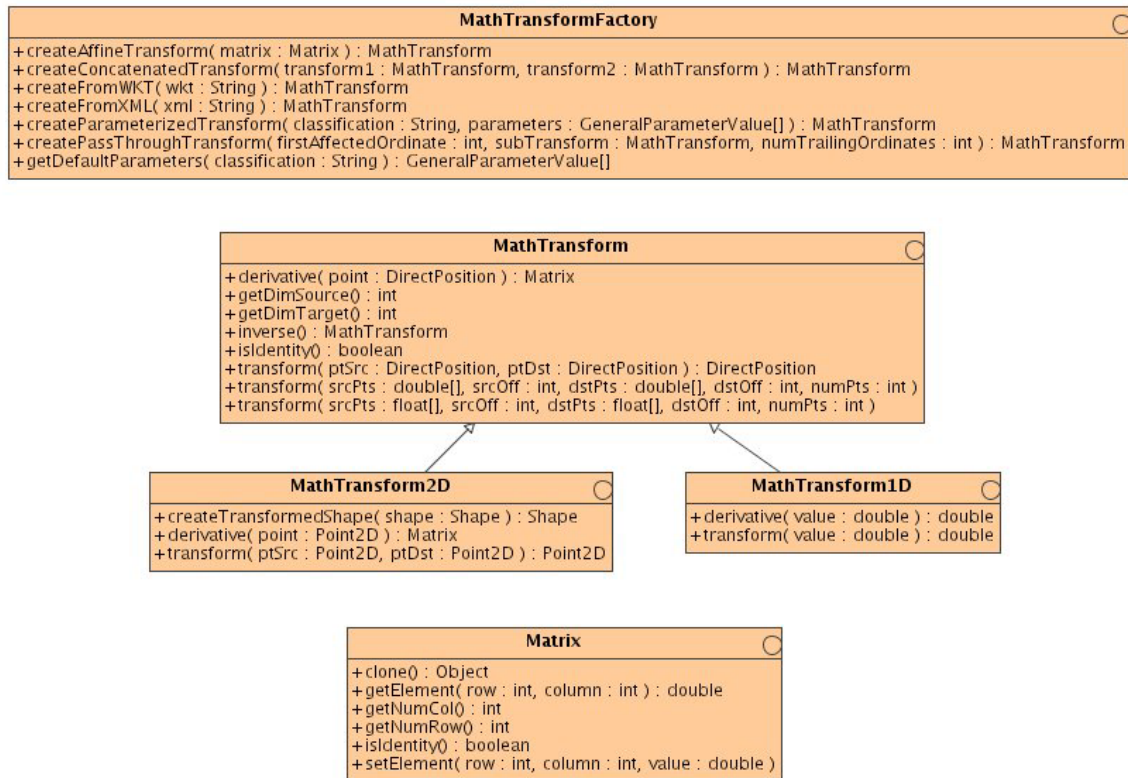 MathTransformFactory
+createAffineTransform( matrix : Matrix ) : MathTransform
+createConcatenatedTransform( transform1 : MathTransform, transform2 : MathTransform ) : MathTransform
+createFromWKT( wkt : String ) : MathTransform
+createFromXML( xml : String ) : MathTransform
+createParameterizedTransform( classification : String, parameters : GeneralParameterValue[] ) : MathTransform
+createPassThroughTransform( firstAffectedOrdinate : int, subTransform : MathTransform, numTrailingOrdinates : int ) : MathTransform
+getDefaultParameters( classification : String ) : GeneralParameterValue[]
MathTransform
+derivative( point : DirectPosition ) : Matrix
+getDimSource() : int
+getDimTarget() : int
+inverse() : MathTransform
+isIdentity() : boolean
+transform( ptSrc : DirectPosition, ptDst : DirectPosition ) : DirectPosition
+transform( srcPts : double[], srcOff : int, dstPts : double[], dstOff : int, numPts : int )
+transform( srcPts : float[], srcOff : int, dstPts : float[], dstOff : int, numPts : int )
MathTransform2D
+createTransformedShape( shape : Shape ) : Shape
+derivative( point : Point2D ) : Matrix
+transform( ptSrc : Point2D, ptDst : Point2D ) : Point2D
MathTransform1D
+derivative( value : double ) : double
+transform( value : double ) : double
Matrix
+clone() : Object
+getElement( row : int, column : int ) : double
+getNumCol() : int
+getNumRow() : int
+isIdentity() : boolean
+setElement( row : int, column : int, value : double )